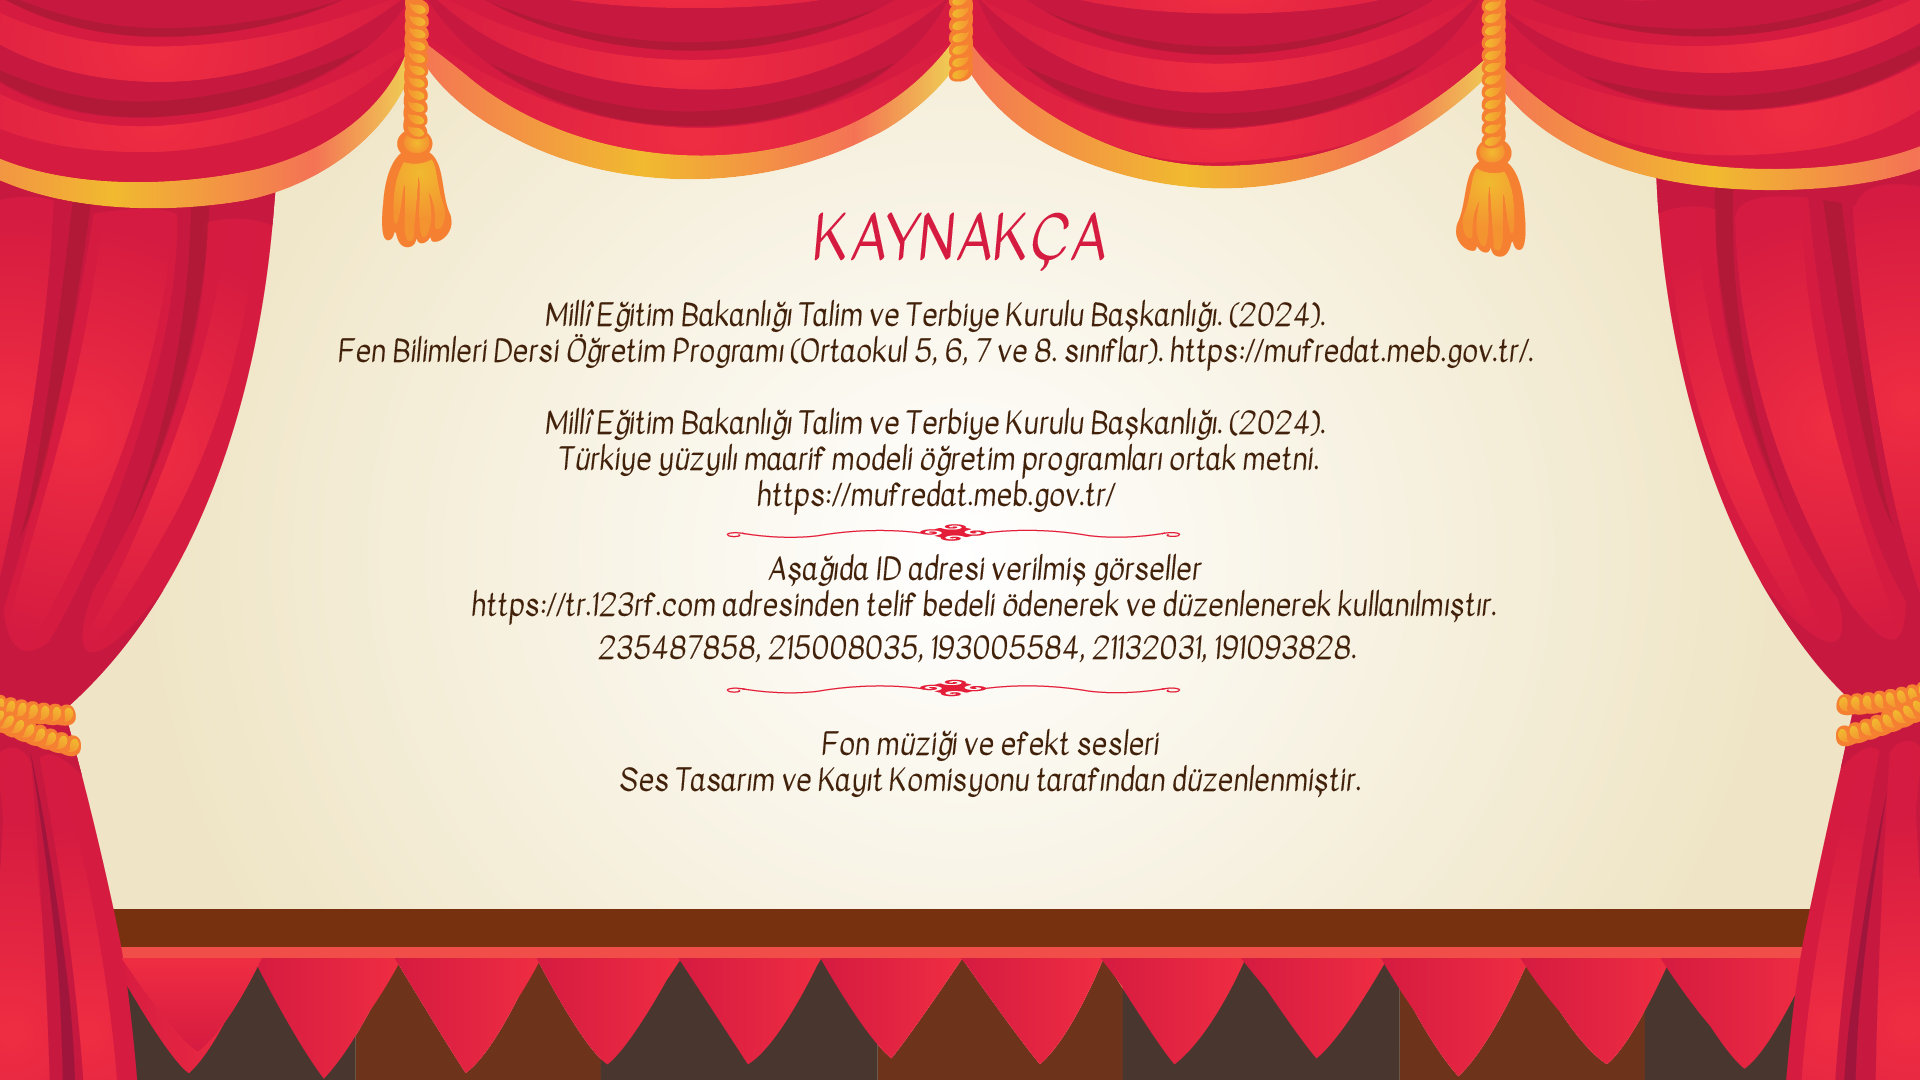 KAYNAKÇA
Millî Eğitim Bakanlığı Talim ve Terbiye Kurulu Başkanlığı. (2024).
Fen Bilimleri Dersi Öğretim Programı (Ortaokul 5, 6, 7 ve 8. sınıflar). https://mufredat.meb.gov.tr/.
Millî Eğitim Bakanlığı Talim ve Terbiye Kurulu Başkanlığı. (2024).
Türkiye yüzyılı maarif modeli öğretim programları ortak metni.
https://mufredat.meb.gov.tr/
Aşağıda ID adresi verilmiş görseller
https://tr.123rf.com adresinden telif bedeli ödenerek ve düzenlenerek kullanılmıştır.
235487858, 215008035, 193005584, 21132031, 191093828.
Fon müziği ve efekt sesleri
Ses Tasarım ve Kayıt Komisyonu tarafından düzenlenmiştir.